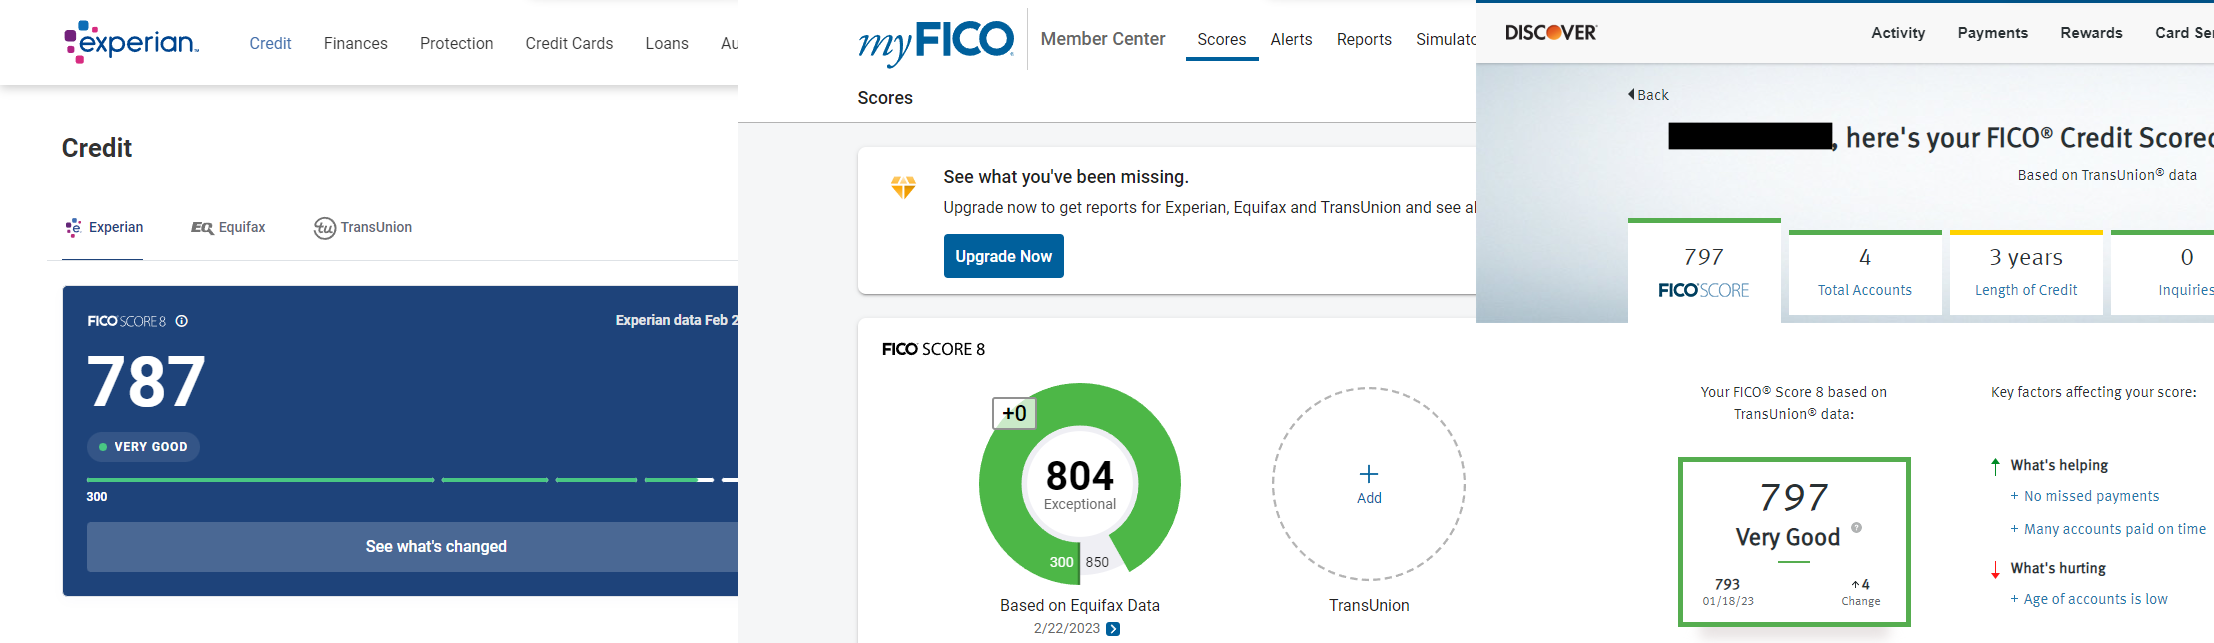 experian
Credit Finances Protection Credit Cards Loans Au
Credit
Experian EQ Equifax tu TransUnion
FICO SCORE 8
Experian data Feb 2
787
VERY GOOD
300
See what's changed
myFICO Member Center Scores Alerts Reports Simulato
Scores
See what you've been missing.
Upgrade now to get reports for Experian, Equifax and TransUnion and see al
Upgrade Now
FICO SCORE 8
+0
804
Exceptional
300 850
Based on Equifax Data
2/22/2023
+
Add
TransUnion
DISCOVER Activity Payments Rewards Card Ser
Back
, here's your FICO® Credit Scorec
Based on TransUnion® data
797
FICO SCORE
4
Total Accounts
3 years
Length of Credit
0
Inquiries
Your FICO® Score 8 based on
TransUnion® data:
797
Very Good ?
793
01/18/23
4
Change
Key factors affecting your score:
What's helping
+ No missed payments
+ Many accounts paid on time
What's hurting
+ Age of accounts is low